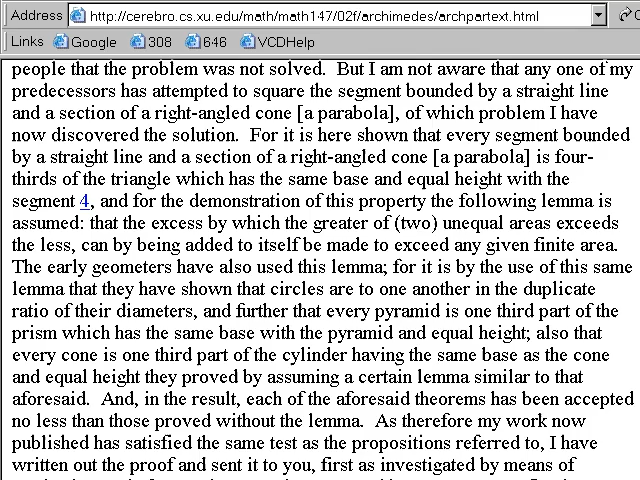 Address http://cerebro.cs.xu.edu/math/math147/02f/archimedes/archpartext.html
Links Google 308 646 VCDHelp
people that the problem was not solved.  But I am not aware that any one of my
predecessors has attempted to square the segment bounded by a straight line
and a section of a right-angled cone [a parabola], of which problem I have
now discovered the solution.  For it is here shown that every segment bounded
by a straight line and a section of a right-angled cone [a parabola] is four-
thirds of the triangle which has the same base and equal height with the
segment 4, and for the demonstration of this property the following lemma is
assumed: that the excess by which the greater of (two) unequal areas exceeds
the less, can by being added to itself be made to exceed any given finite area.
The early geometers have also used this lemma; for it is by the use of this same
lemma that they have shown that circles are to one another in the duplicate
ratio of their diameters, and further that every pyramid is one third part of the
prism which has the same base with the pyramid and equal height; also that
every cone is one third part of the cylinder having the same base as the cone
and equal height they proved by assuming a certain lemma similar to that
aforesaid.  And, in the result, each of the aforesaid theorems has been accepted
no less than those proved without the lemma.  As therefore my work now
published has satisfied the same test as the propositions referred to, I have
written out the proof and sent it to you, first as investigated by means of